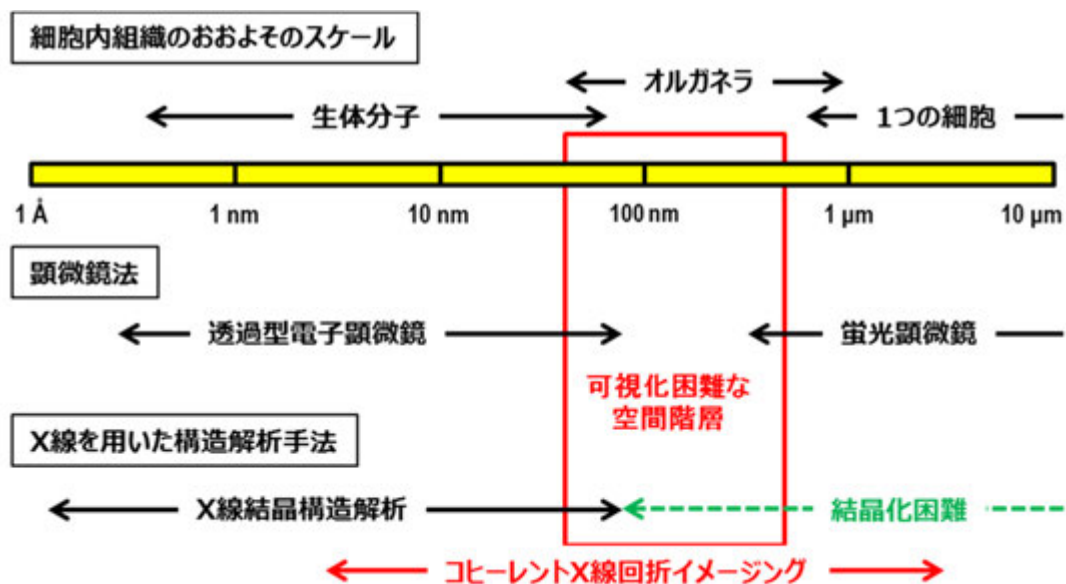 細胞内組織のおおよそのスケール
オルガネラ
生体分子
1つの細胞
1 Å
1 nm
10 nm
100 nm
1 µm
10 µm
顕微鏡法
透過型電子顕微鏡
蛍光顕微鏡
可視化困難な
空間階層
X線を用いた構造解析手法
X線結晶構造解析
結晶化困難
コヒーレントX線回折イメージング